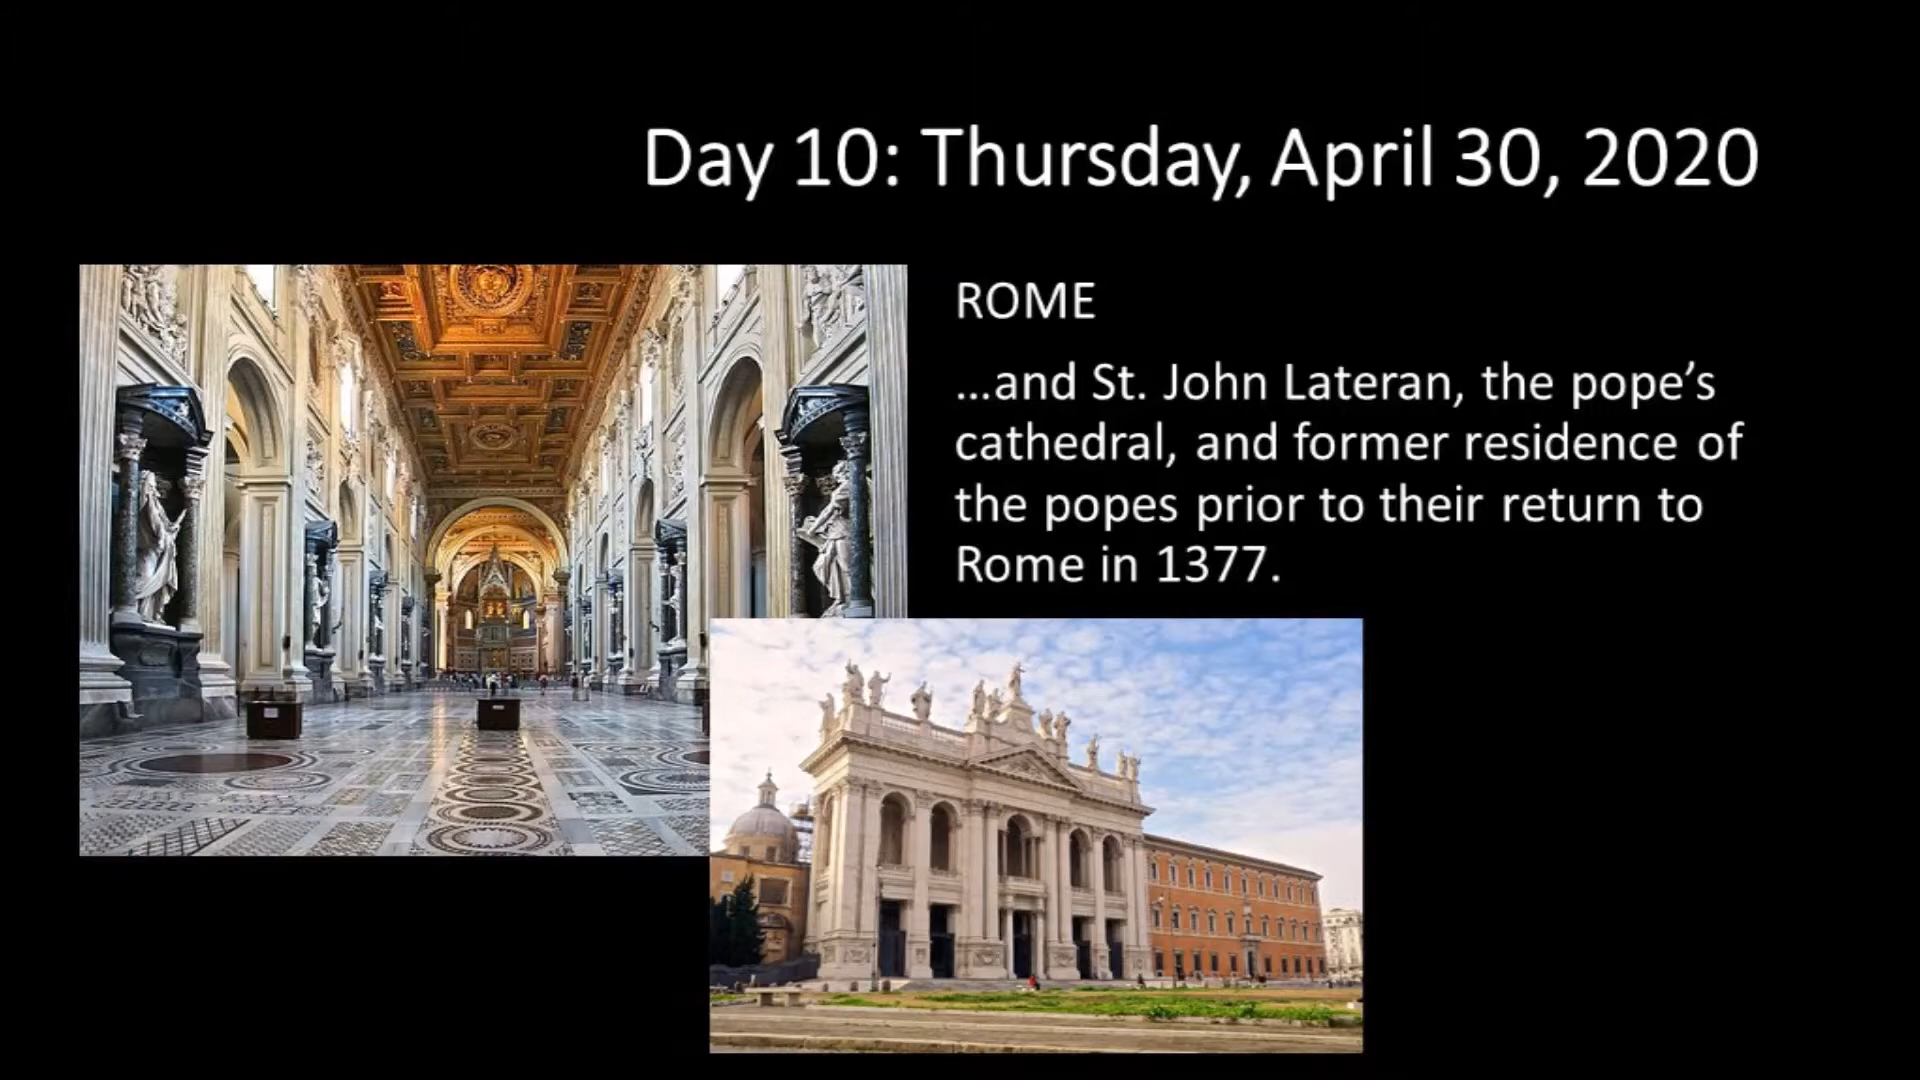 Day 10: Thursday, April 30, 2020
ROME
...and St. John Lateran, the pope’s
cathedral, and former residence of
the popes prior to their return to
Rome in 1377.